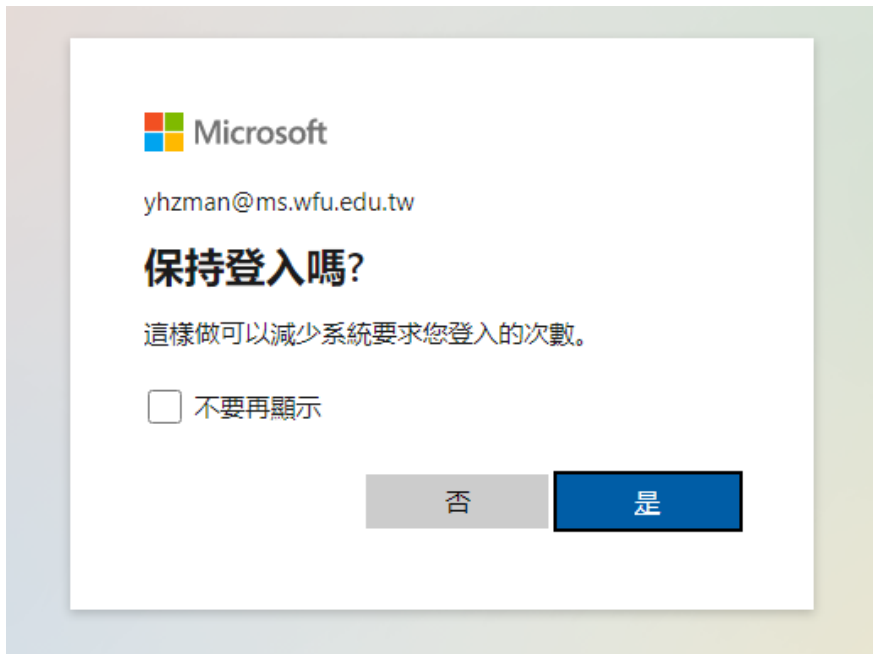 Microsoft
yhzman@ms.wfu.edu.tw
保持登入嗎?
這樣做可以減少系統要求您登入的次數。
不要再顯示
否
是